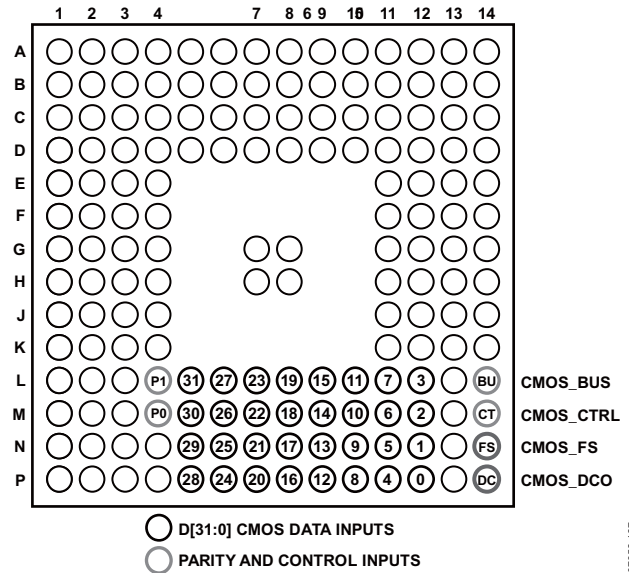 1 2 3 4 7 8 6 9 11 12 13 14
A
B
C
D
E
F
G
H
J
K
L P1 31 27 23 19 15 11 7 3 BU CMOS_BUS
M P0 30 26 22 18 14 10 6 2 CT CMOS_CTRL
N 29 25 21 17 13 9 5 1 FS CMOS_FS
P 28 24 20 16 12 8 4 0 DC CMOS_DCO
D[31:0] CMOS DATA INPUTS
PARITY AND CONTROL INPUTS